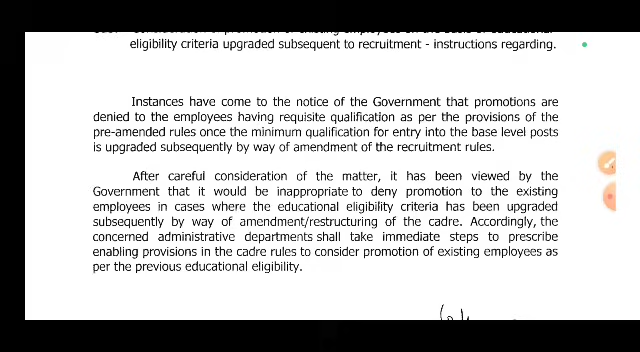 eligibility criteria upgraded subsequent to recruitment - instructions regarding.
Instances have come to the notice of the Government that promotions are
denied to the employees having requisite qualification as per the provisions of the
pre-amended rules once the minimum qualification for entry into the base level posts
is upgraded subsequently by way of amendment of the recruitment rules.
After careful consideration of the matter, it has been viewed by the
Government that it would be inappropriate to deny promotion to the existing
employees in cases where the educational eligibility criteria has been upgraded
subsequently by way of amendment/restructuring of the cadre. Accordingly, the
concerned administrative departments shall take immediate steps to prescribe
enabling provisions in the cadre rules to consider promotion of existing employees as
per the previous educational eligibility.